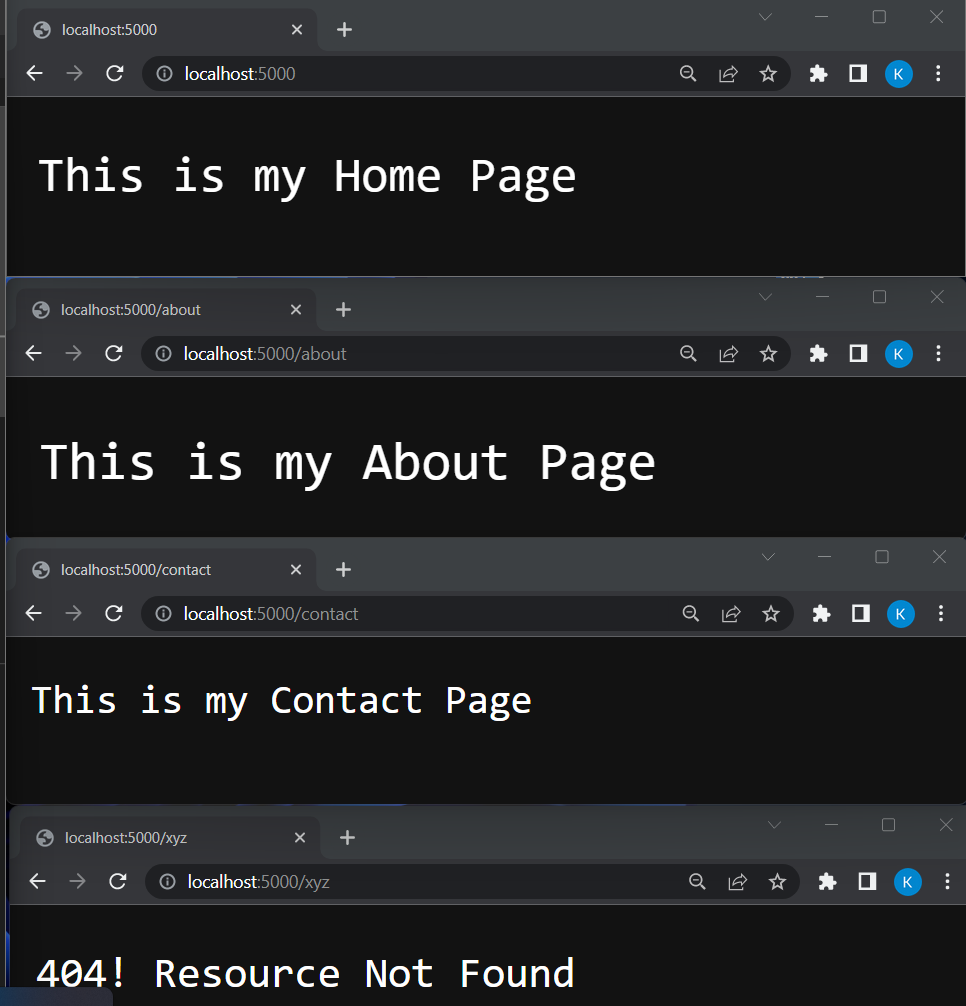 localhost:5000
localhost:5000
K
This is my Home Page
localhost:5000/about
localhost:5000/about
K
This is my About Page
localhost:5000/contact
localhost:5000/contact
K
This is my Contact Page
localhost:5000/xyz
localhost:5000/xyz
K
404! Resource Not Found